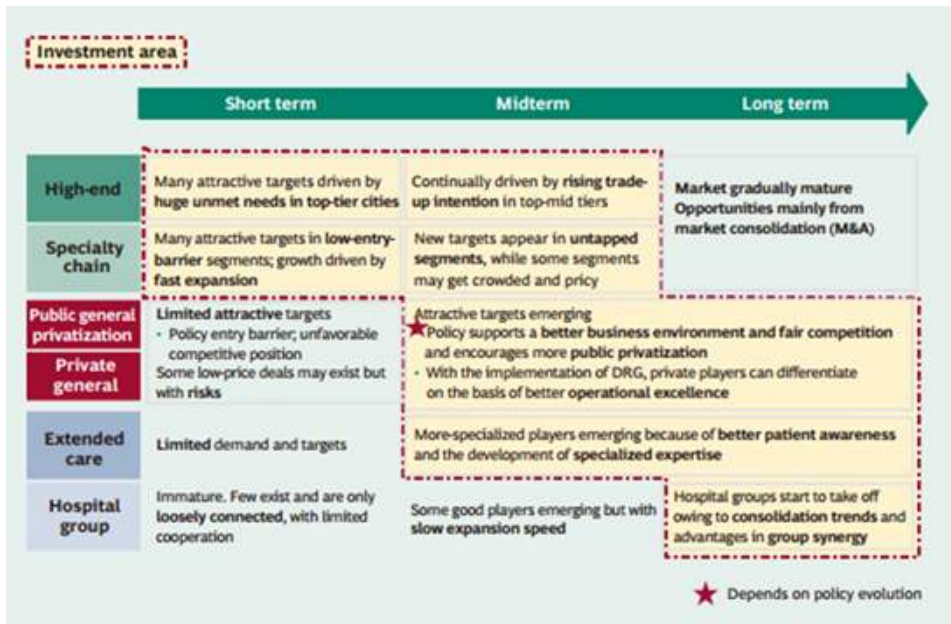 Investment area
Short term
Midterm
Long term
High-end
Many attractive targets driven by
huge unmet needs in top-tier cities
Continually driven by rising trade-
up intention in top-mid tiers
Market gradually mature
Opportunities mainly from
market consolidation (M&A)
Specialty
chain
Many attractive targets in low-entry-
barrier segments; growth driven by
fast expansion
New targets appear in untapped
segments, while some segments
may get crowded and pricy
Public general
privatization
Private
general
Limited attractive targets
• Policy entry barrier; unfavorable
competitive position
Some low-price deals may exist but
with risks
Attractive targets emerging
Policy supports a better business environment and fair competition
and encourages more public privatization
• With the implementation of DRG, private players can differentiate
on the basis of better operational excellence
Extended
care
Limited demand and targets
More-specialized players emerging because of better patient awareness
and the development of specialized expertise
Hospital
group
Immature. Few exist and are only
loosely connected, with limited
cooperation
Some good players emerging but with
slow expansion speed
Hospital groups start to take off
owing to consolidation trends and
advantages in group synergy
Depends on policy evolution